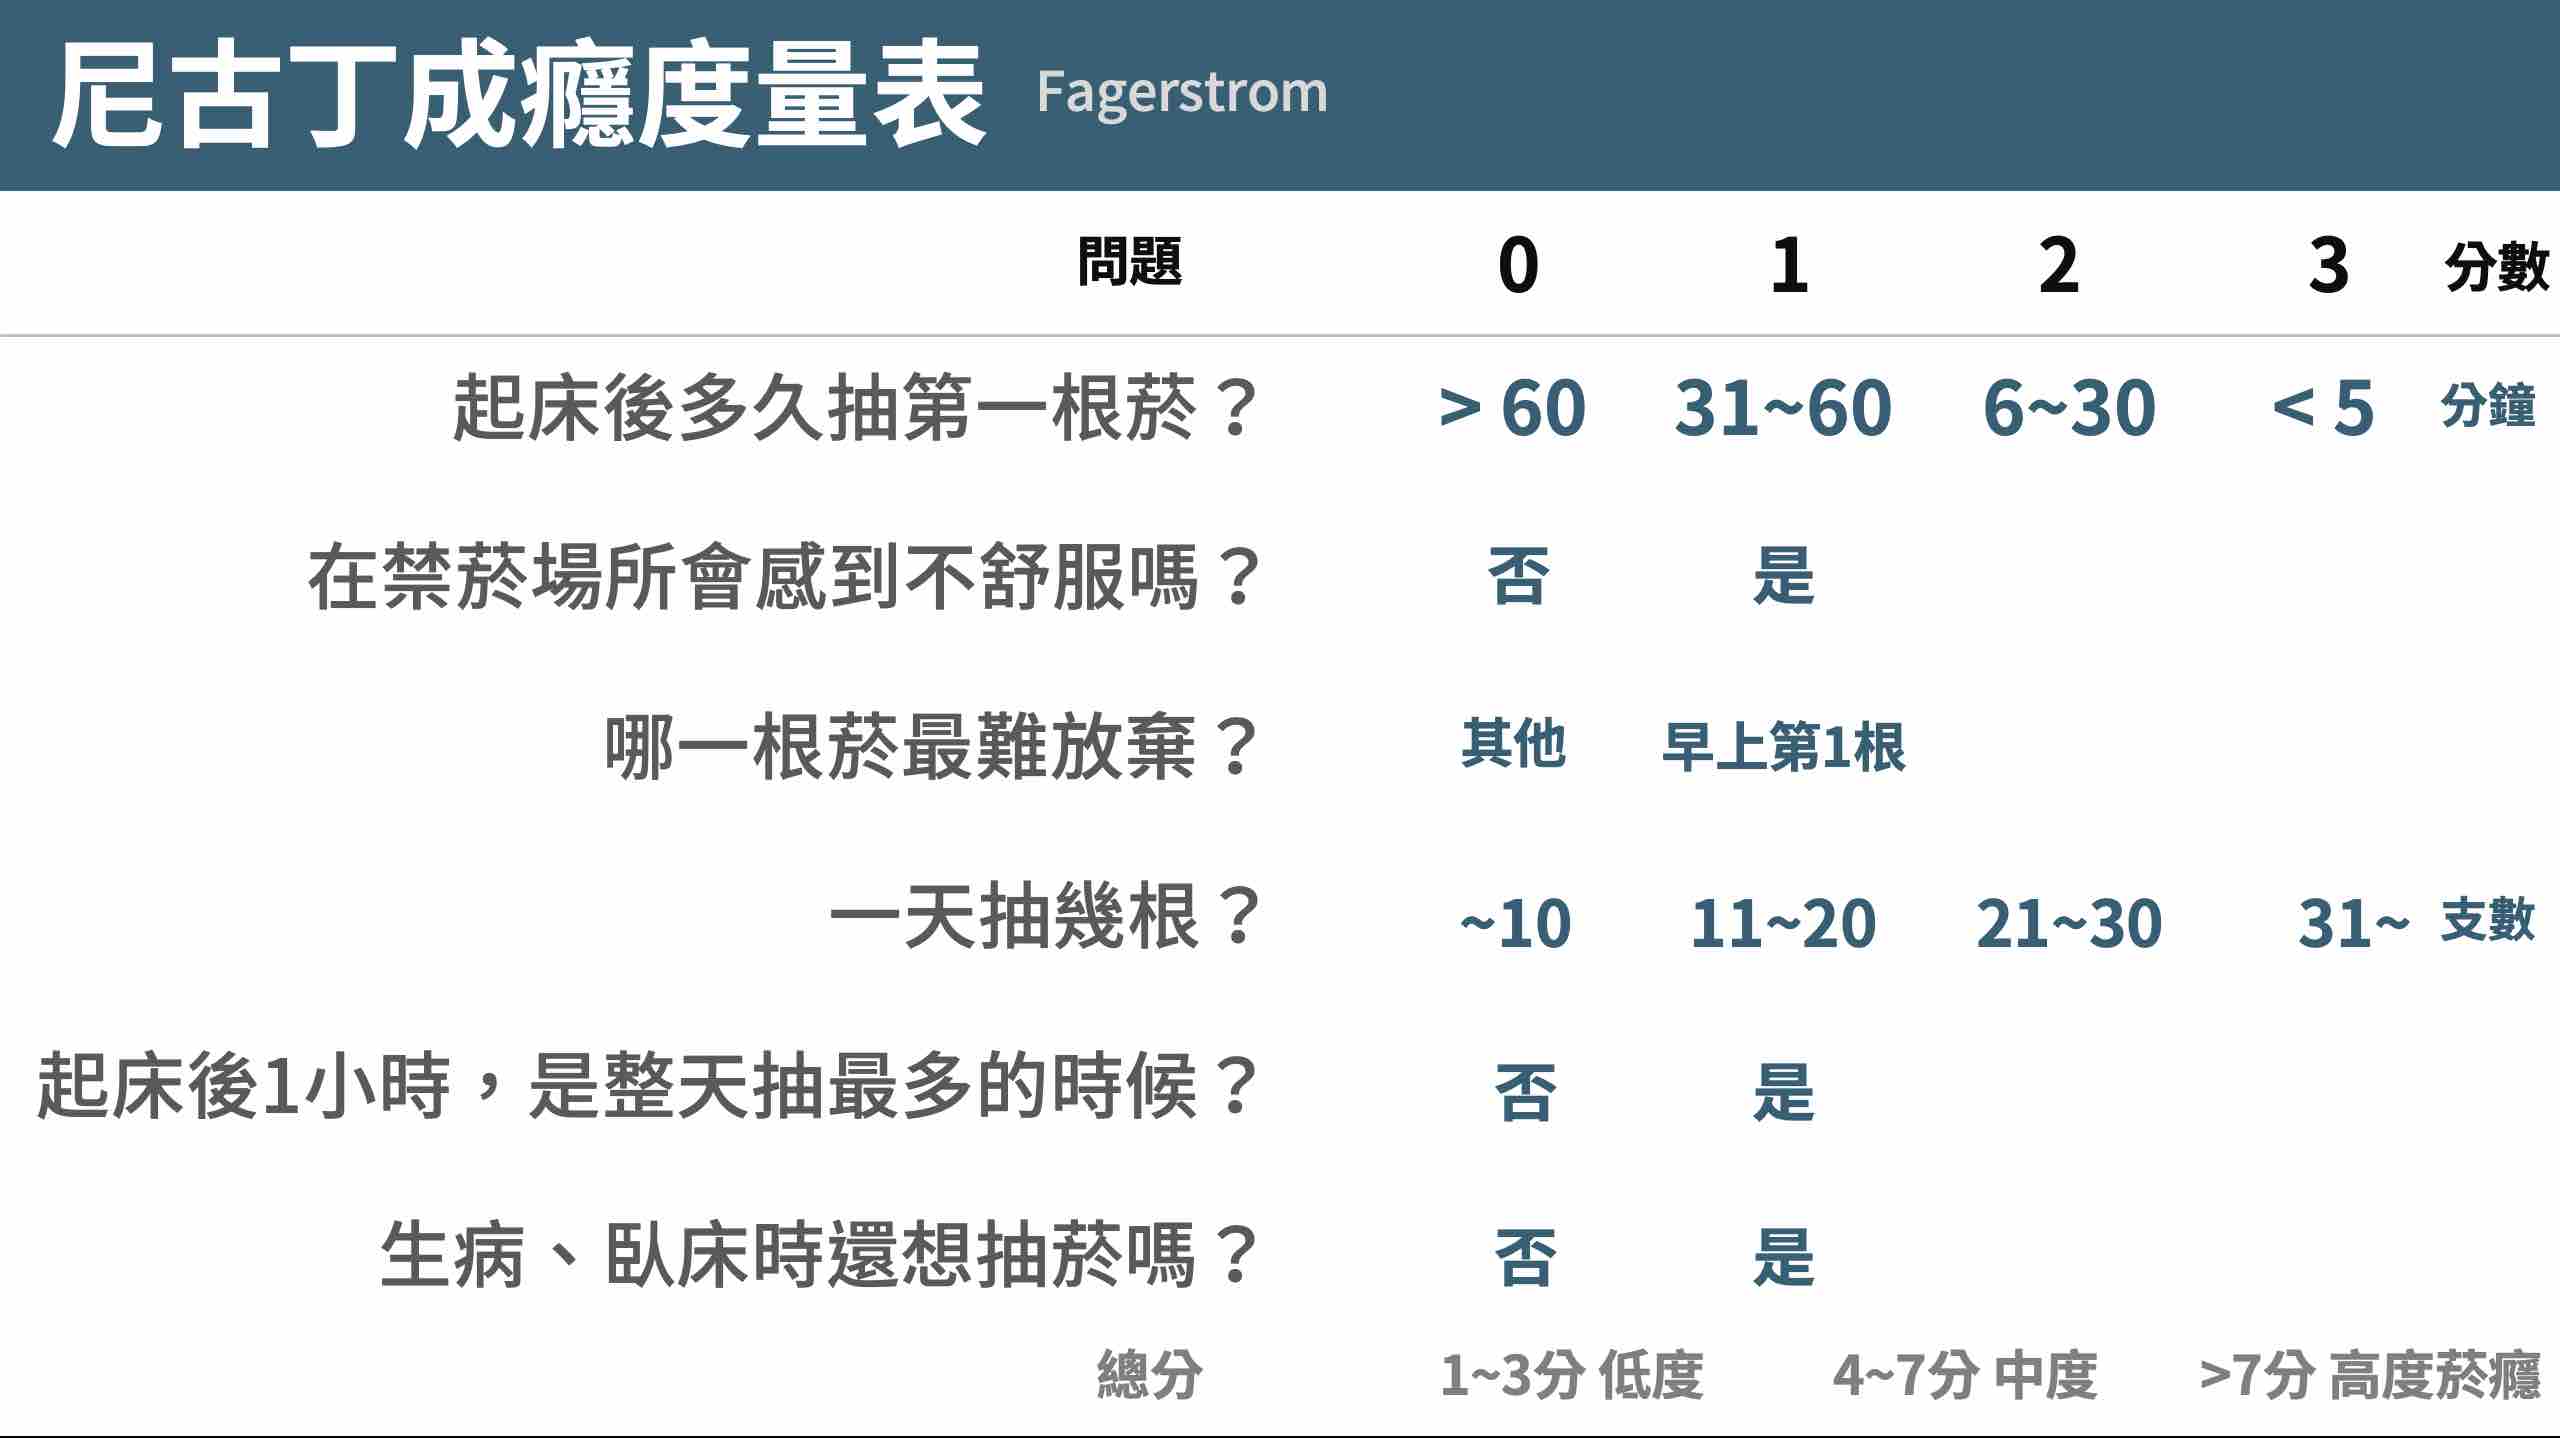 尼古丁成癮度量表 Fagerstrom
問題 0 1 2 3 分數
起床後多久抽第一根菸？ > 60 31~60 6~30 < 5 分鐘
在禁菸場所會感到不舒服嗎？ 否 是
哪一根菸最難放棄？ 其他 早上第1根
一天抽幾根？ ~10 11~20 21~30 31~ 支數
起床後1小時，是整天抽最多的時候？ 否 是
生病、臥床時還想抽菸嗎？ 否 是
總分 1~3分 低度 4~7分 中度 >7分 高度菸癮